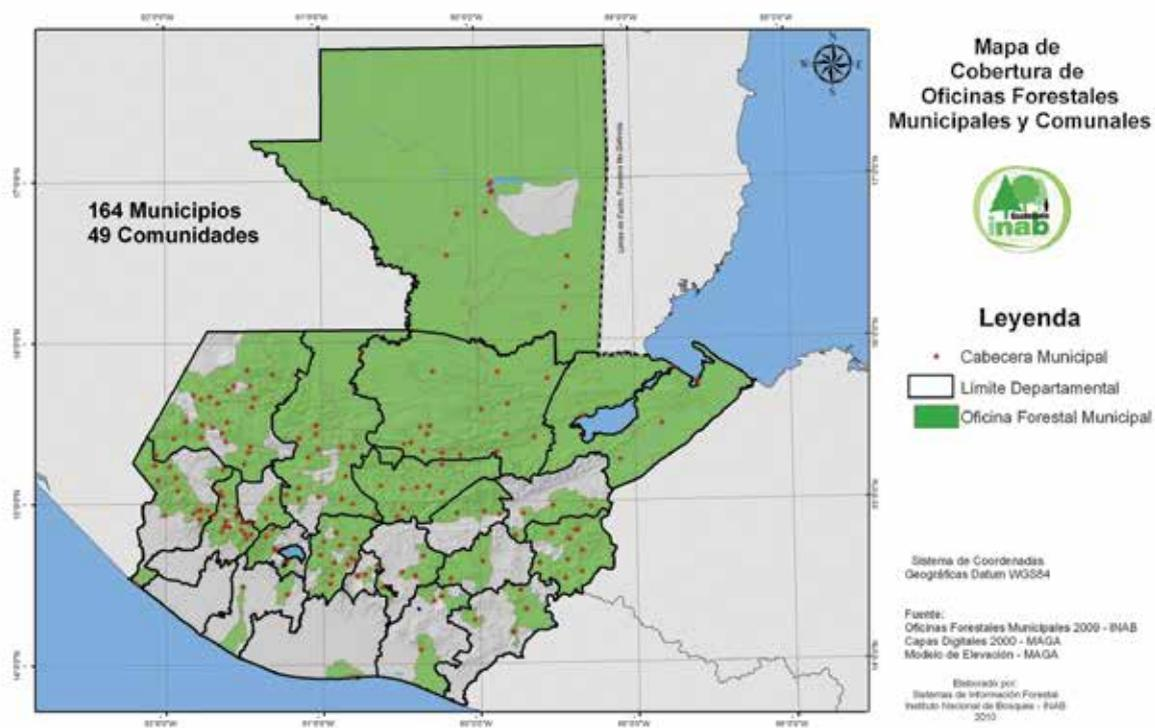 164 Municipios
49 Comunidades
Mapa de
Cobertura de
Oficinas Forestales
Municipales y Comunales
Guatemala
inab
Leyenda
Cabecera Municipal
Límite Departamental
Oficina Forestal Municipal
Sistema de Coordenadas
Geográficas Datum WGS84
Fuente:
Oficinas Forestales Municipales 2009 - INAB
Capas Digitales 2000 - MAGA
Modelo de Elevación - MAGA
Elaborado por:
Sistemas de Información Forestal
Instituto Nacional de Bosques - INAB
2010